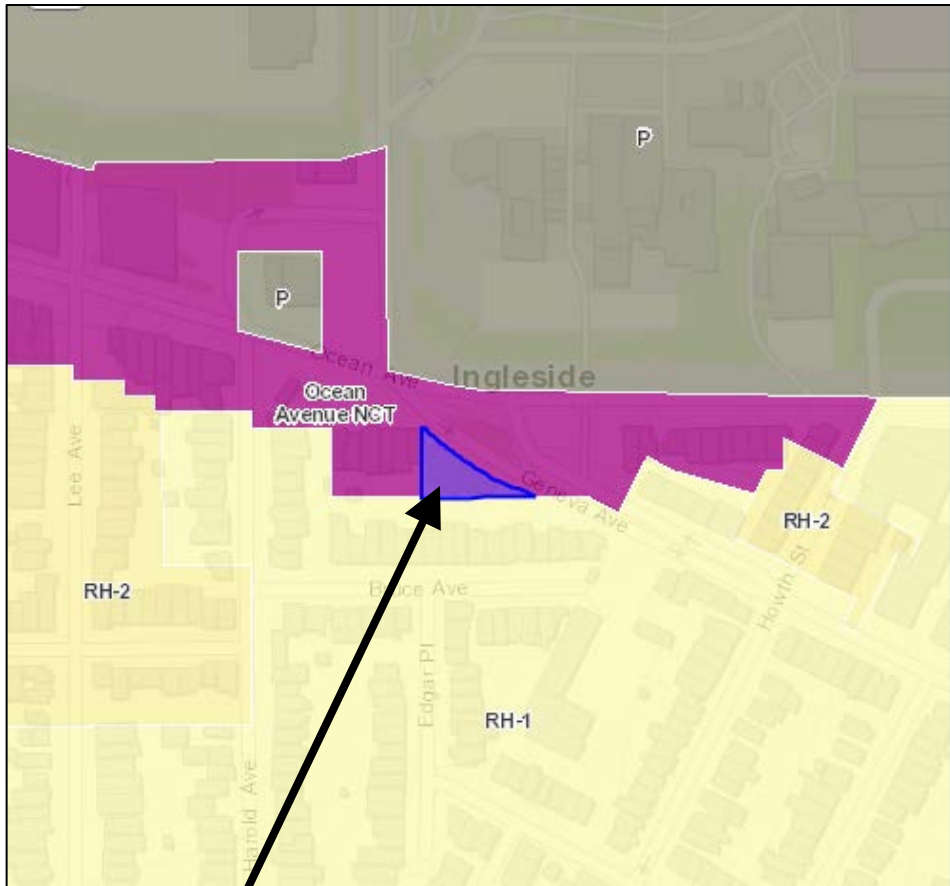 P
P
Ocean Ave
Ingleside
Ocean
Avenue NCT
Lee Ave
Geneva Ave
RH-2
RH-2
Bruce Ave
Howth St
Edgar Pl
RH-1
Harold Ave